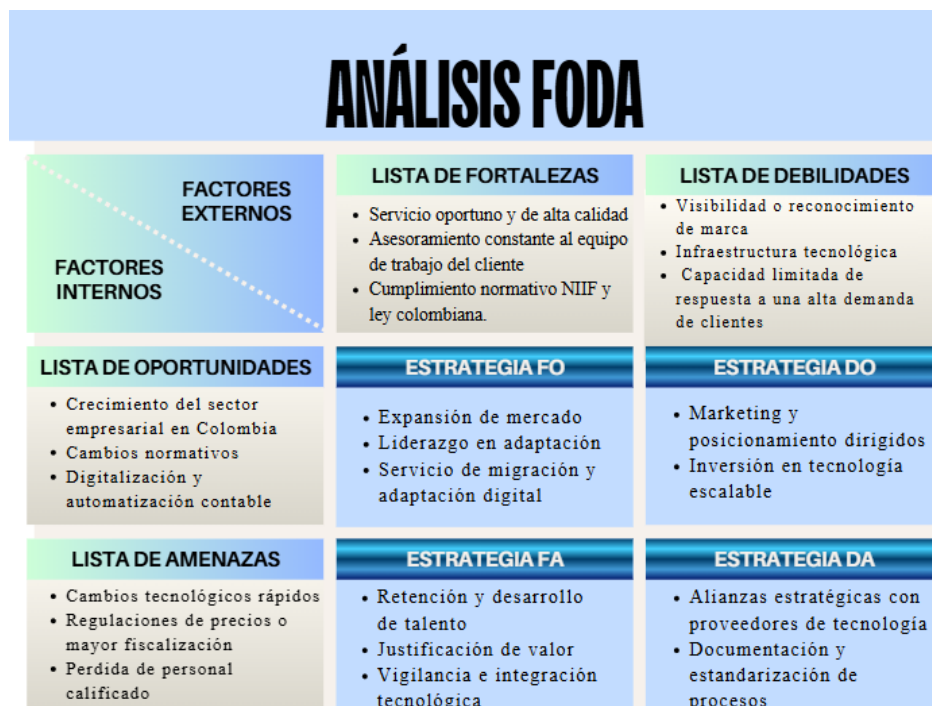 ANÁLISIS FODA
FACTORES
EXTERNOS
FACTORES
INTERNOS
LISTA DE FORTALEZAS
• Servicio oportuno y de alta calidad
• Asesoramiento constante al equipo
de trabajo del cliente
• Cumplimiento normativo NIIF y
ley colombiana.
LISTA DE DEBILIDADES
• Visibilidad o reconocimiento
de marca
• Infraestructura tecnológica
• Capacidad limitada de
respuesta a una alta demanda
de clientes
LISTA DE OPORTUNIDADES
• Crecimiento del sector
empresarial en Colombia
• Cambios normativos
• Digitalización y
automatización contable
ESTRATEGIA FO
• Expansión de mercado
• Liderazgo en adaptación
• Servicio de migración y
adaptación digital
ESTRATEGIA DO
• Marketing y
posicionamiento dirigidos
• Inversión en tecnología
escalable
LISTA DE AMENAZAS
• Cambios tecnológicos rápidos
• Regulaciones de precios o
mayor fiscalización
• Perdida de personal
calificado
ESTRATEGIA FA
• Retención y desarrollo
de talento
• Justificación de valor
• Vigilancia e integración
tecnológica
ESTRATEGIA DA
• Alianzas estratégicas con
proveedores de tecnología
• Documentación y
estandarización de
procesos